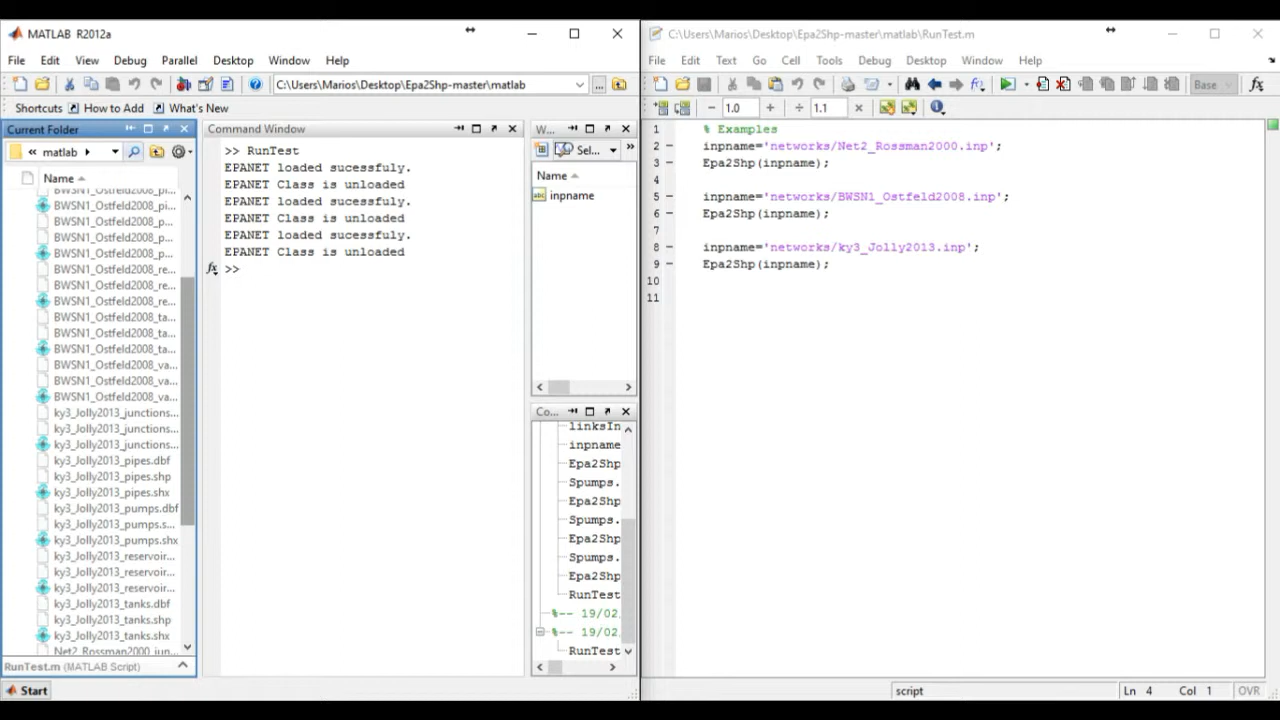 MATLAB R2012a
File Edit View Debug Parallel Desktop Window Help
C:\Users\Marios\Desktop\Epa2Shp-master\matlab
...
Shortcuts How to Add What's New
Current Folder
« matlab
Name
BWSN1_Ostfeld2008_pi...
BWSN1_Ostfeld2008_pi...
BWSN1_Ostfeld2008_p...
BWSN1_Ostfeld2008_p...
BWSN1_Ostfeld2008_p...
BWSN1_Ostfeld2008_re...
BWSN1_Ostfeld2008_re...
BWSN1_Ostfeld2008_re...
BWSN1_Ostfeld2008_ta...
BWSN1_Ostfeld2008_ta...
BWSN1_Ostfeld2008_ta...
BWSN1_Ostfeld2008_va...
BWSN1_Ostfeld2008_va...
BWSN1_Ostfeld2008_va...
ky3_Jolly2013_junctions...
ky3_Jolly2013_junctions...
ky3_Jolly2013_junctions...
ky3_Jolly2013_pipes.dbf
ky3_Jolly2013_pipes.shp
ky3_Jolly2013_pipes.shx
ky3_Jolly2013_pumps.dbf
ky3_Jolly2013_pumps.s...
ky3_Jolly2013_pumps.shx
ky3_Jolly2013_reservoir...
ky3_Jolly2013_reservoir...
ky3_Jolly2013_reservoir...
ky3_Jolly2013_tanks.dbf
ky3_Jolly2013_tanks.shp
ky3_Jolly2013_tanks.shx
Net2_Rossman2000_jun...
RunTest.m (MATLAB Script)
Start
Command Window
>> RunTest
EPANET loaded sucessfuly.
EPANET Class is unloaded
EPANET loaded sucessfuly.
EPANET Class is unloaded
EPANET loaded sucessfuly.
EPANET Class is unloaded
fx >>
W...
Sel...
Name
abc inpname
Co...
linksIn
inpname
Epa2Shp
Spumps.
Epa2Shp
Spumps.
Epa2Shp
Spumps.
Epa2Shp
RunTest
%-- 19/02
%-- 19/02
RunTest
C:\Users\Marios\Desktop\Epa2Shp-master\matlab\RunTest.m
File Edit Text Go Cell Tools Debug Desktop Window Help
Base fx
− 1.0 + ÷ 1.1 ×
1 % Examples
2 − inpname='networks/Net2_Rossman2000.inp';
3 − Epa2Shp(inpname);
4
5 − inpname='networks/BWSN1_Ostfeld2008.inp';
6 − Epa2Shp(inpname);
7
8 − inpname='networks/ky3_Jolly2013.inp';
9 − Epa2Shp(inpname);
10
11
script Ln 4 Col 1 OVR